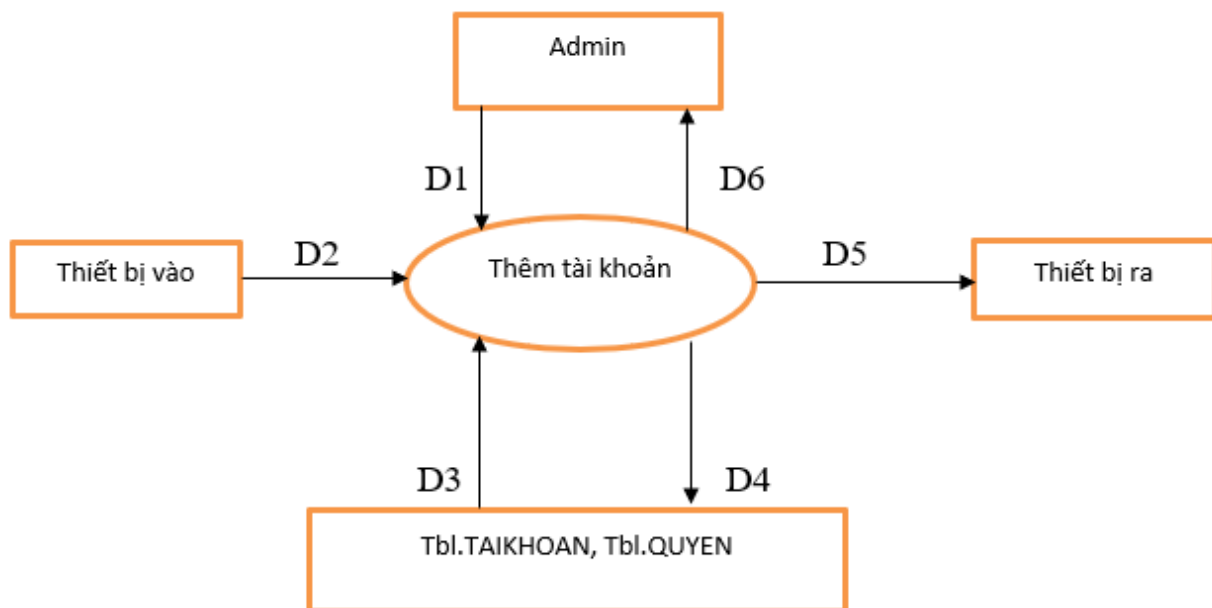 Admin
D1
D6
Thiết bị vào
D2
Thêm tài khoản
D5
Thiết bị ra
D3
D4
Tbl.TAIKHOAN, Tbl.QUYEN